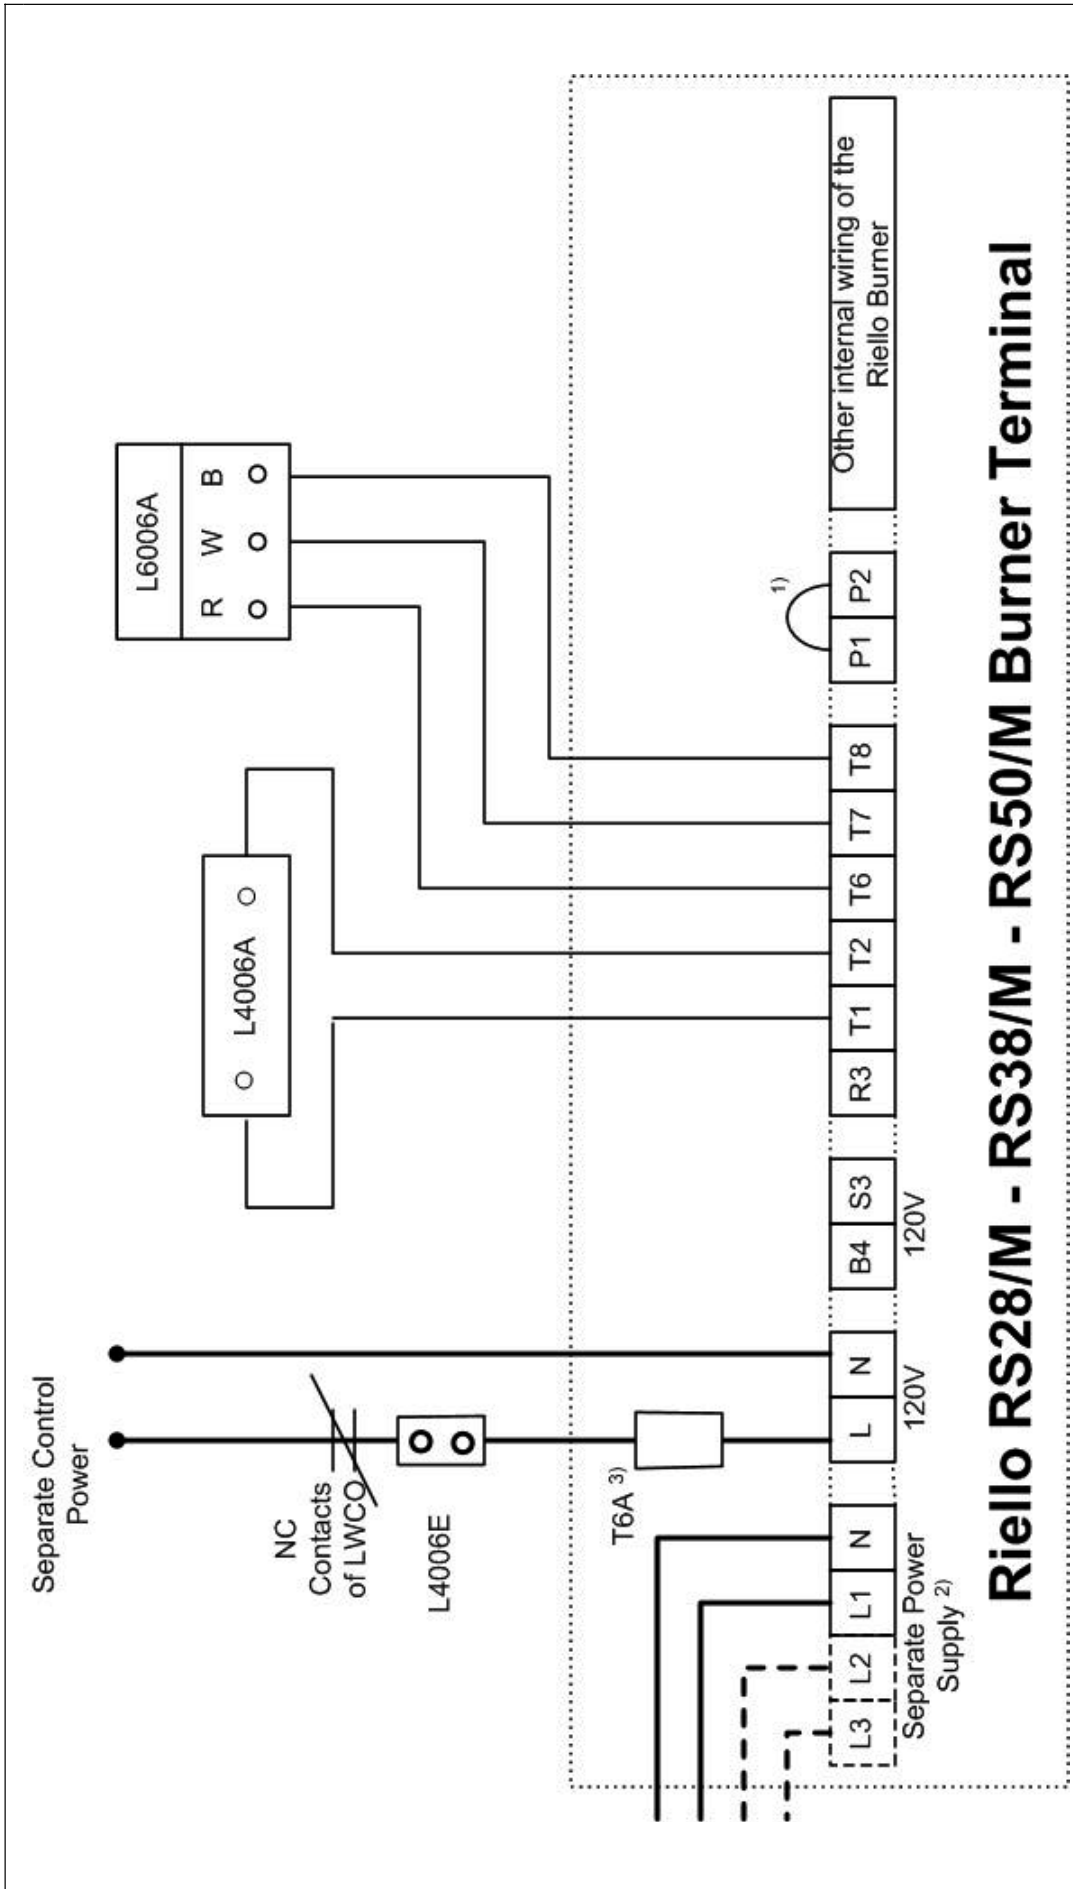 Separate Control
Power
NC
Contacts
of LWCO
L4006E
T6A 3)
L4006A
L6006A
R W B
1)
L3 L2 L1 N L N B4 S3 R3 T1 T2 T6 T7 T8 P1 P2
Other internal wiring of the
Riello Burner
Separate Power
Supply 2)
120V
120V
Riello RS28/M - RS38/M - RS50/M Burner Terminal